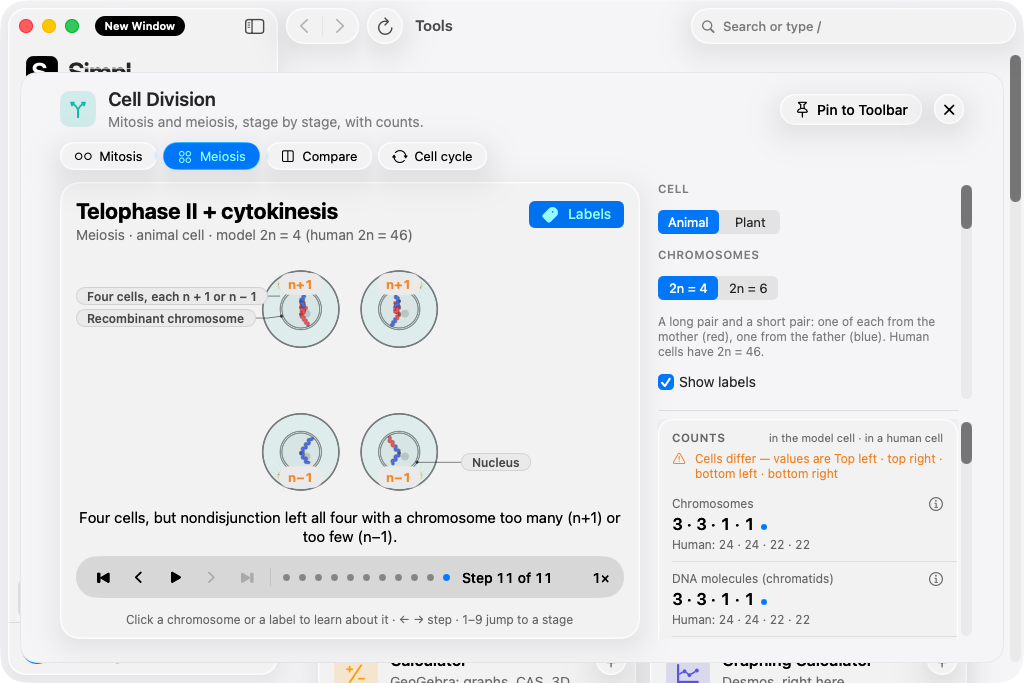 New Window
Tools
Search or type /
Simpl
Cell Division
Mitosis and meiosis, stage by stage, with counts.
Pin to Toolbar
Mitosis
Meiosis
Compare
Cell cycle
Telophase II + cytokinesis
Labels
Meiosis · animal cell · model 2n = 4 (human 2n = 46)
n+1
n+1
Four cells, each n + 1 or n − 1
Recombinant chromosome
Nucleus
n−1
n−1
Four cells, but nondisjunction left all four with a chromosome too many (n+1) or
too few (n−1).
Step 11 of 11
1×
Click a chromosome or a label to learn about it · ← → step · 1–9 jump to a stage
CELL
Animal
Plant
CHROMOSOMES
2n = 4
2n = 6
A long pair and a short pair: one of each from the
mother (red), one from the father (blue). Human
cells have 2n = 46.
Show labels
COUNTS
in the model cell · in a human cell
Cells differ — values are Top left · top right ·
bottom left · bottom right
Chromosomes
3 · 3 · 1 · 1
Human: 24 · 24 · 22 · 22
DNA molecules (chromatids)
3 · 3 · 1 · 1
Human: 24 · 24 · 22 · 22
Calculator
GeoGebra: graphs, CAS, 3D
Graphing Calculator
Desmos, right here